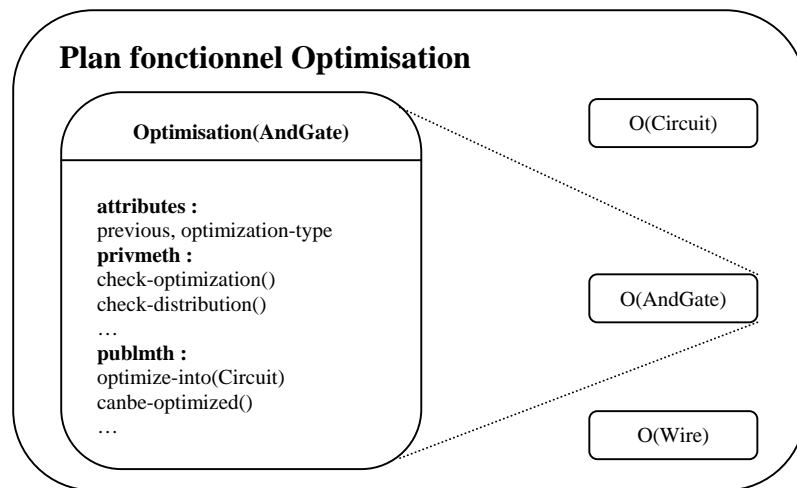 Plan fonctionnel Optimisation
Optimisation(AndGate)
attributes :
previous, optimization-type
privmeth :
check-optimization()
check-distribution()
…
publmth :
optimize-into(Circuit)
canbe-optimized()
…
O(Circuit)
O(AndGate)
O(Wire)